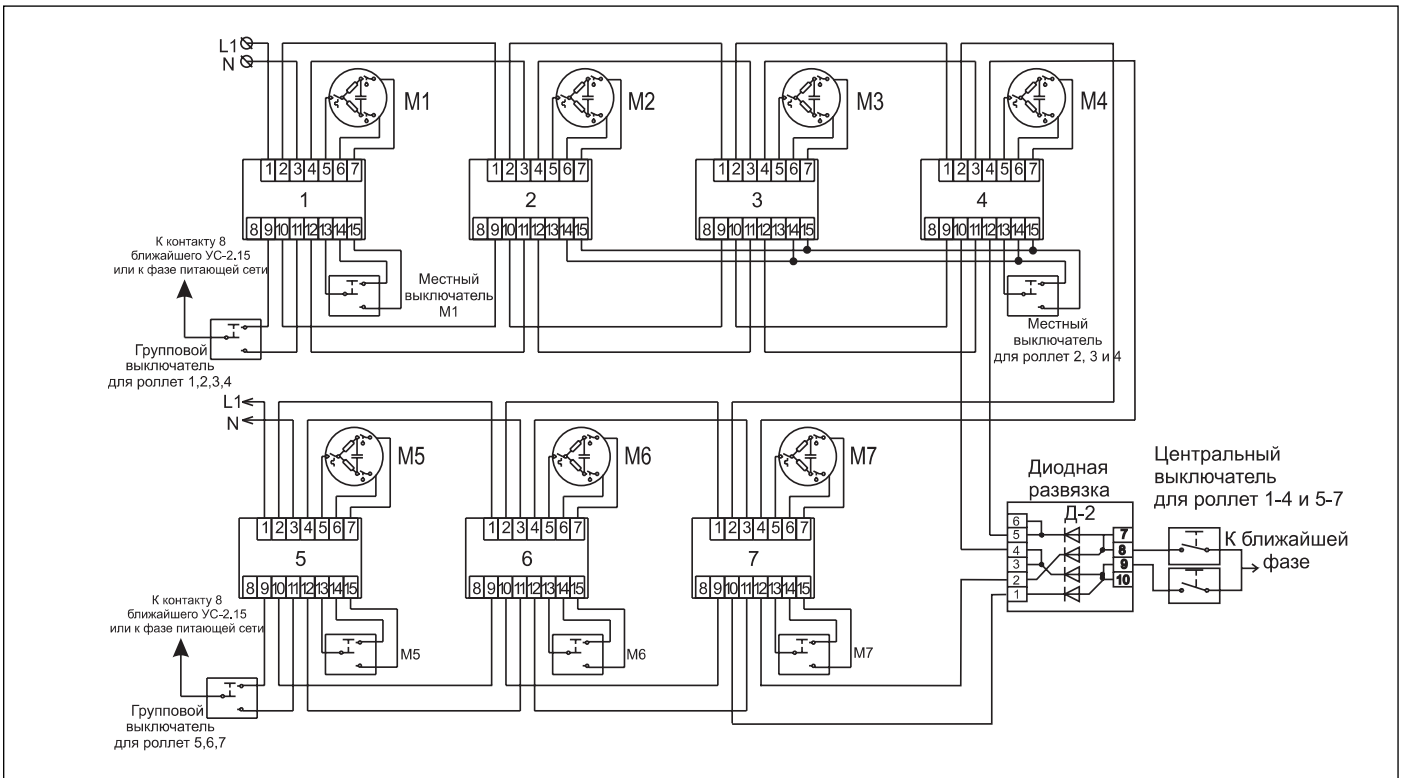 L1
N
M1
M2
M3
M4
1 2 3 4 5 6 7
1 2 3 4 5 6 7
1 2 3 4 5 6 7
1 2 3 4 5 6 7
1
2
3
4
8 9 10 11 12 13 14 15
8 9 10 11 12 13 14 15
8 9 10 11 12 13 14 15
8 9 10 11 12 13 14 15
К контакту 8
ближайшего УС-2.15
или к фазе питающей сети
Местный
выключатель
М1
Групповой
выключатель
для роллет 1,2,3,4
Местный
выключатель
для роллет 2, 3 и 4
L1
N
M5
M6
M7
1 2 3 4 5 6 7
1 2 3 4 5 6 7
1 2 3 4 5 6 7
5
6
7
8 9 10 11 12 13 14 15
8 9 10 11 12 13 14 15
8 9 10 11 12 13 14 15
К контакту 8
ближайшего УС-2.15
или к фазе питающей сети
М5
М6
М7
Групповой
выключатель
для роллет 5,6,7
Диодная
развязка
Д-2
6
5
4
3
2
1
7
8
9
10
Центральный
выключатель
для роллет 1-4 и 5-7
К ближайшей
фазе